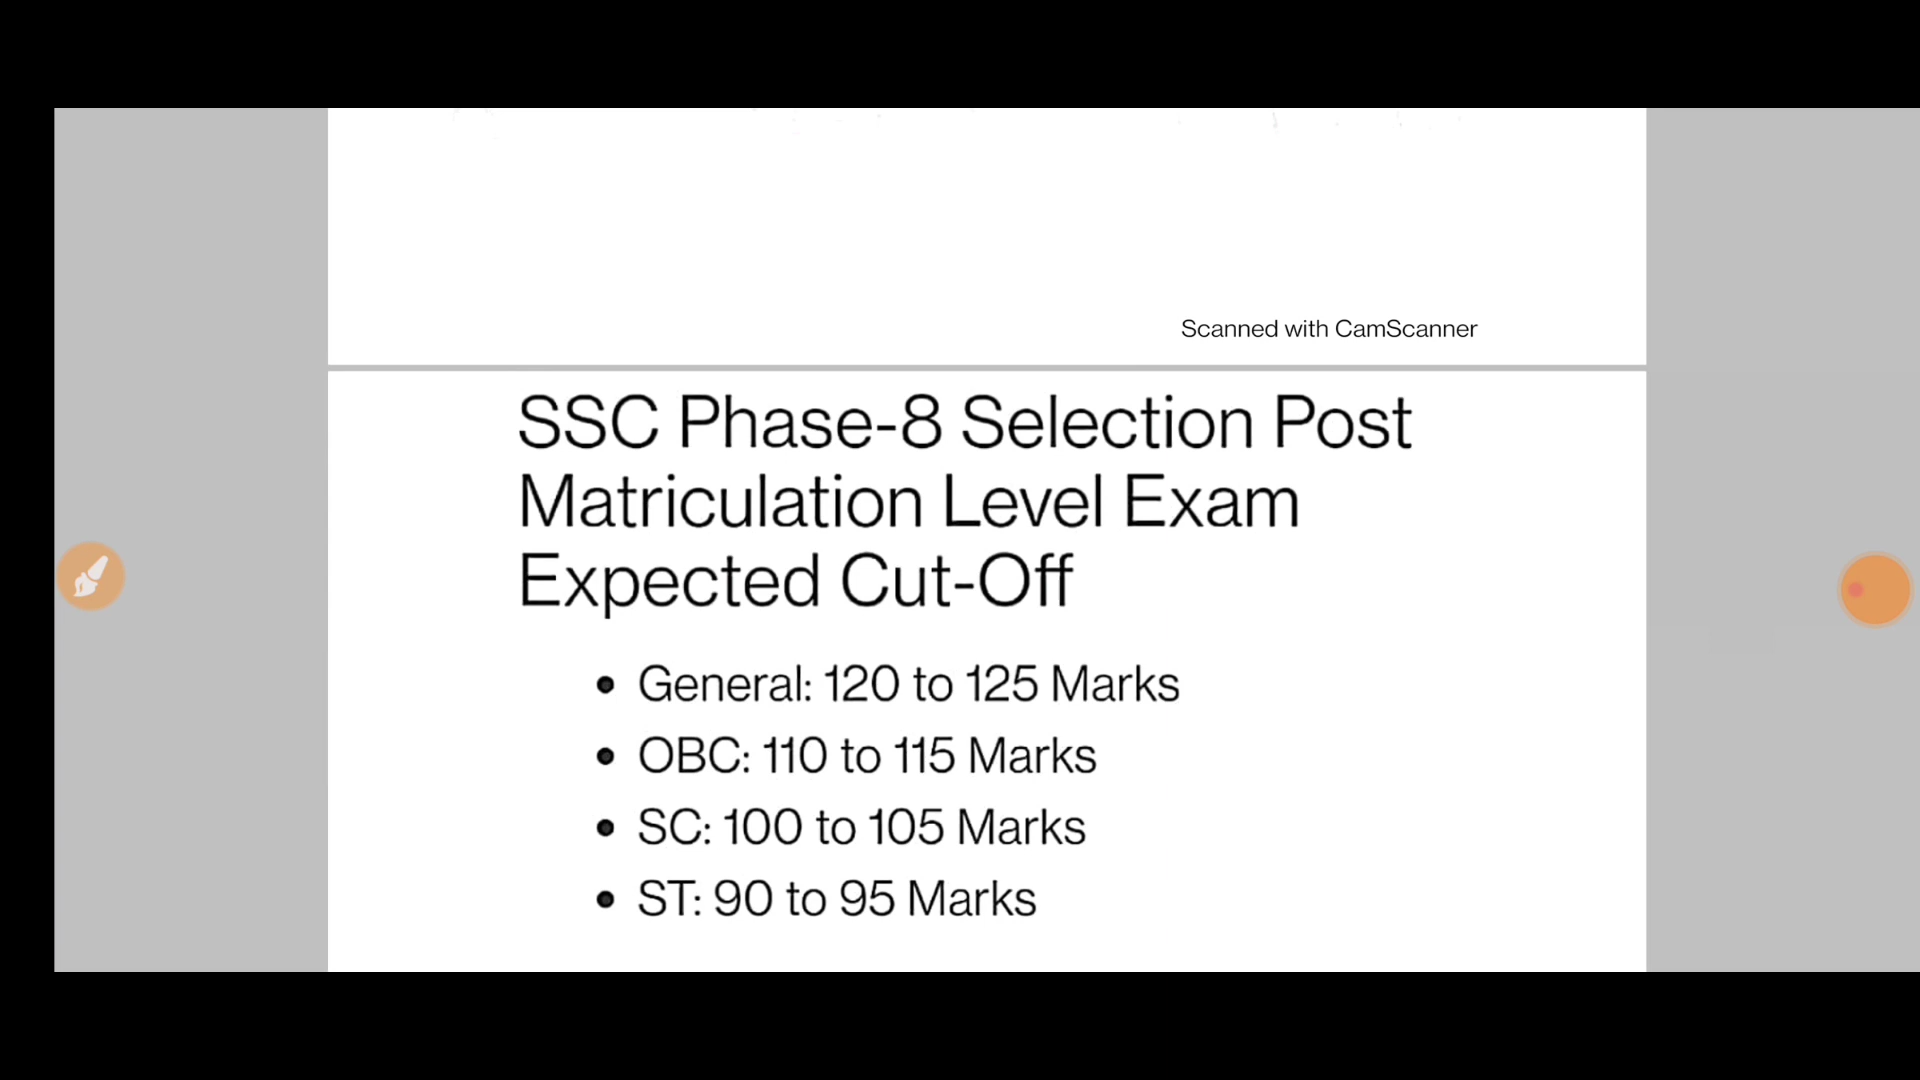 Scanned with CamScanner
SSC Phase-8 Selection Post
Matriculation Level Exam
Expected Cut-Off
• General: 120 to 125 Marks
• OBC: 110 to 115 Marks
• SC: 100 to 105 Marks
• ST: 90 to 95 Marks